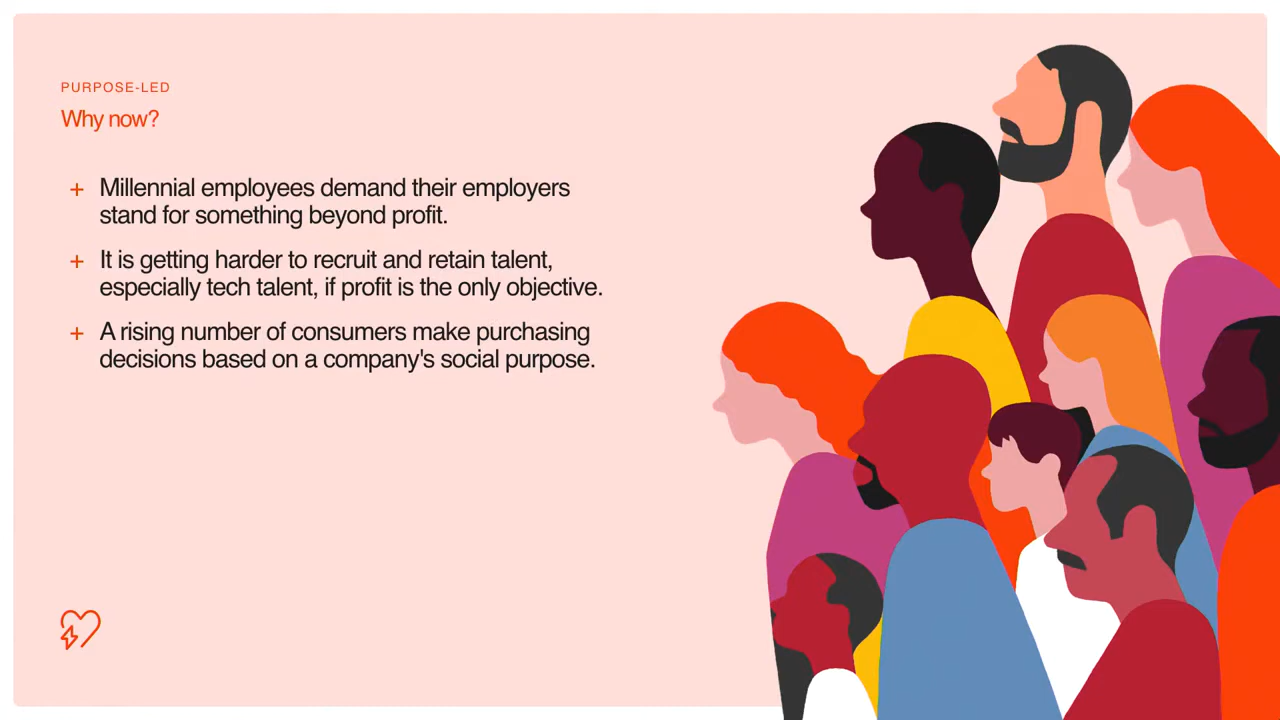 PURPOSE-LED
Why now?
+ Millennial employees demand their employers
stand for something beyond profit.
+ It is getting harder to recruit and retain talent,
especially tech talent, if profit is the only objective.
+ A rising number of consumers make purchasing
decisions based on a company's social purpose.